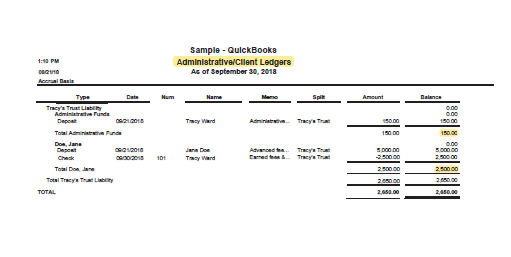 Sample - QuickBooks
1:10 PM Administrative/Client Ledgers
09/21/18 As of September 30, 2018
Accrual Basis
Type Date Num Name Memo Split Amount Balance
Tracy's Trust Liability 0.00
Administrative Funds 0.00
Deposit 09/21/2018 Tracy Ward Administrative... Tracy's Trust 150.00 150.00
Total Administrative Funds 150.00 150.00
Doe, Jane 0.00
Deposit 09/21/2018 Jane Doe Advanced fee... Tracy's Trust 5,000.00 5,000.00
Check 09/30/2018 101 Tracy Ward Earned fees &... Tracy's Trust -2,500.00 2,500.00
Total Doe, Jane 2,500.00 2,500.00
Total Tracy's Trust Liability 2,650.00 2,650.00
TOTAL 2,650.00 2,650.00